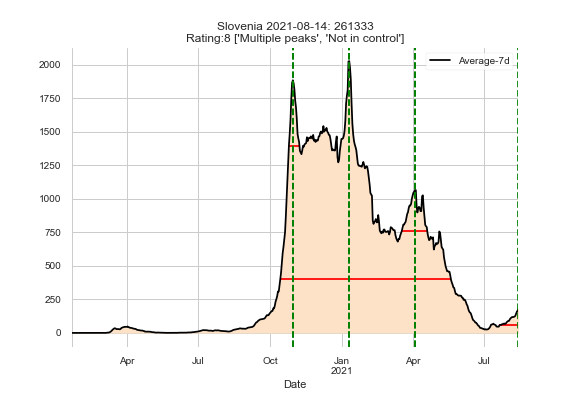 Slovenia 2021-08-14: 261333
Rating:8 ['Multiple peaks', 'Not in control']
Average-7d
2000
1750
1500
1250
1000
750
500
250
0
Apr
Jul
Oct
Jan
2021
Apr
Jul
Date